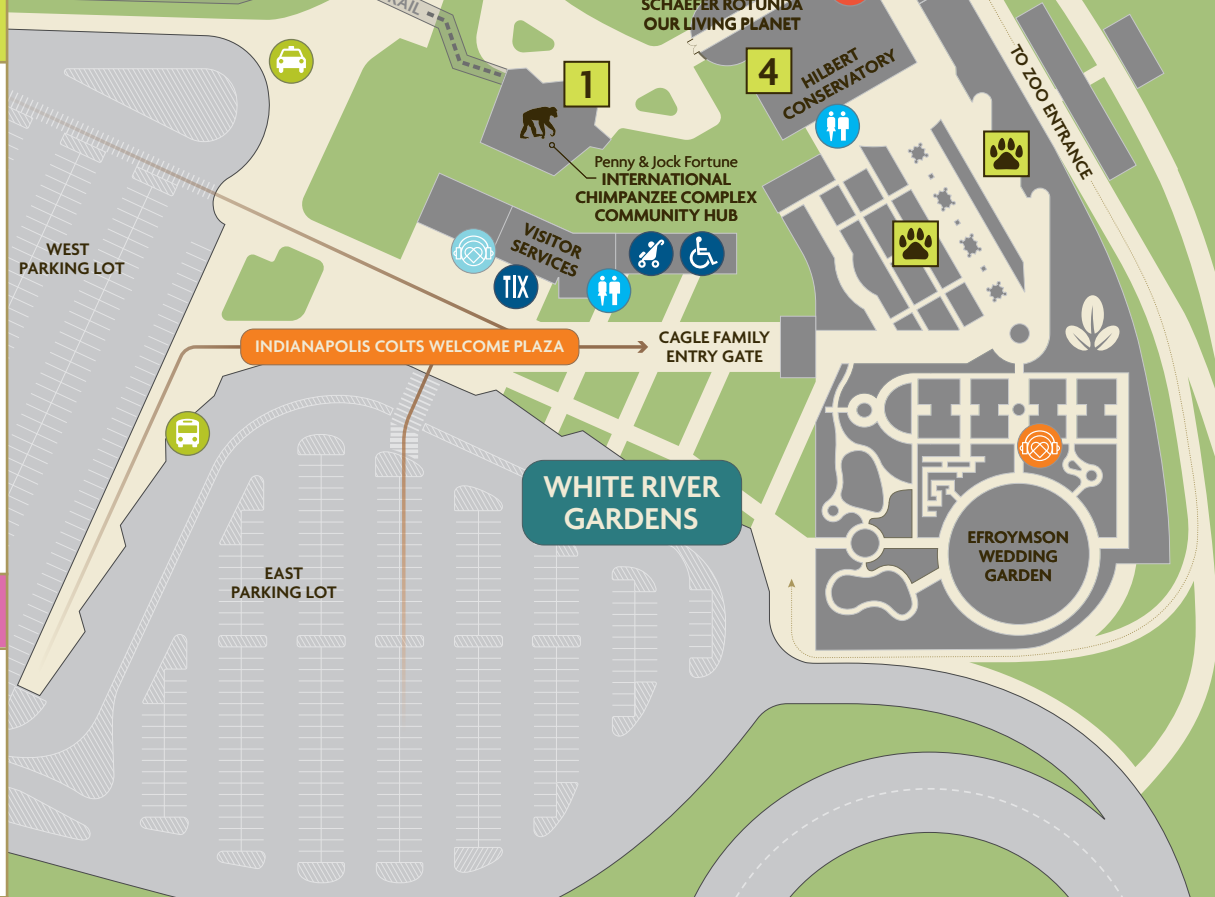 TRAIL
SCHAEFER ROTUNDA
OUR LIVING PLANET
1
4
HILBERT
CONSERVATORY
TO ZOO ENTRANCE
Penny & Jock Fortune
INTERNATIONAL
CHIMPANZEE COMPLEX
COMMUNITY HUB
VISITOR
SERVICES
TIX
WEST
PARKING LOT
INDIANAPOLIS COLTS WELCOME PLAZA
CAGLE FAMILY
ENTRY GATE
WHITE RIVER
GARDENS
EFROYMSON
WEDDING
GARDEN
EAST
PARKING LOT